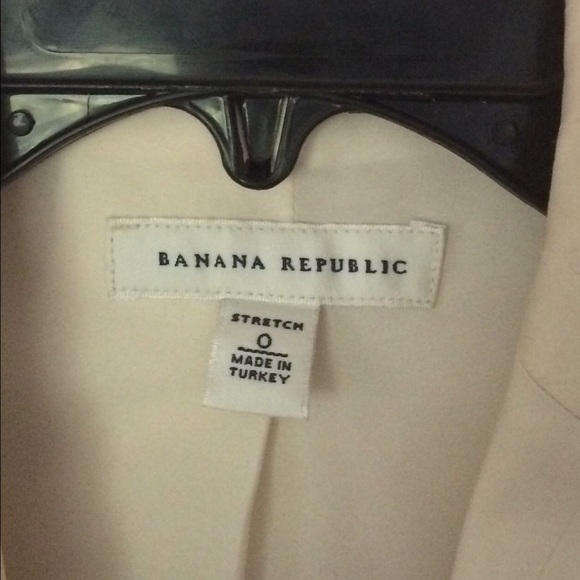 BANANA REPUBLIC
STRETCH
0
MADE IN
TURKEY